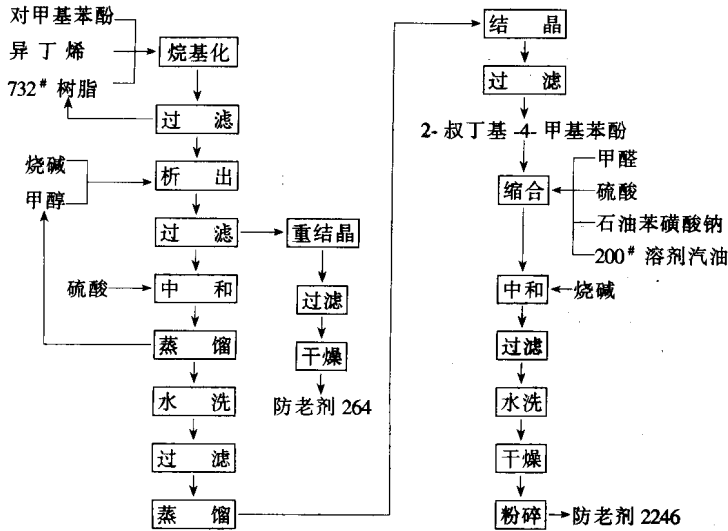 对甲基苯酚
异丁烯
732# 树脂
烷基化
过滤
烧碱
甲醇
析出
过滤
重结晶
过滤
干燥
防老剂 264
硫酸
中和
蒸馏
水洗
过滤
蒸馏
结晶
过滤
2-叔丁基-4-甲基苯酚
甲醛
硫酸
石油苯磺酸钠
200# 溶剂汽油
缩合
中和
烧碱
过滤
水洗
干燥
粉碎
防老剂 2246